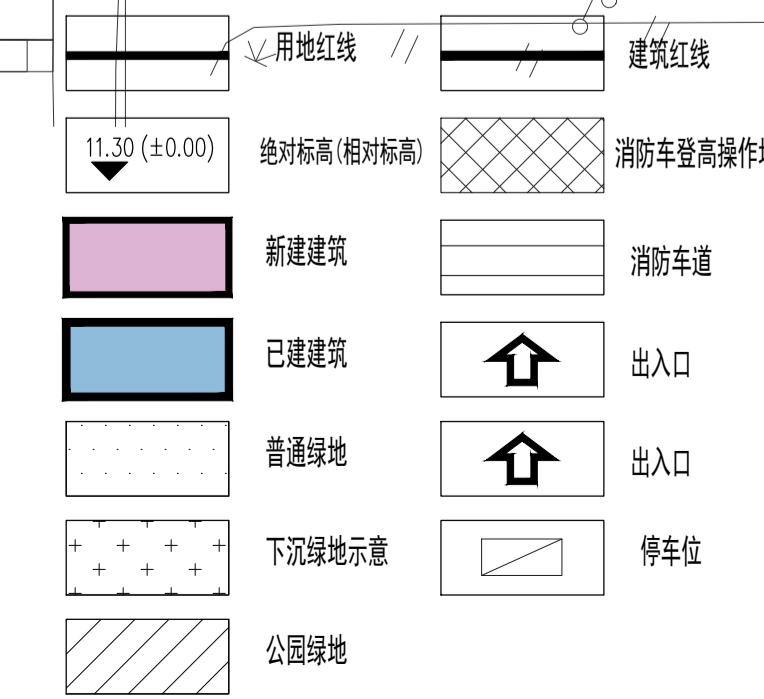 用地红线
建筑红线
11.30 (±0.00)
绝对标高(相对标高)
消防车登高操作
新建建筑
消防车道
已建建筑
出入口
普通绿地
出入口
下沉绿地示意
停车位
公园绿地